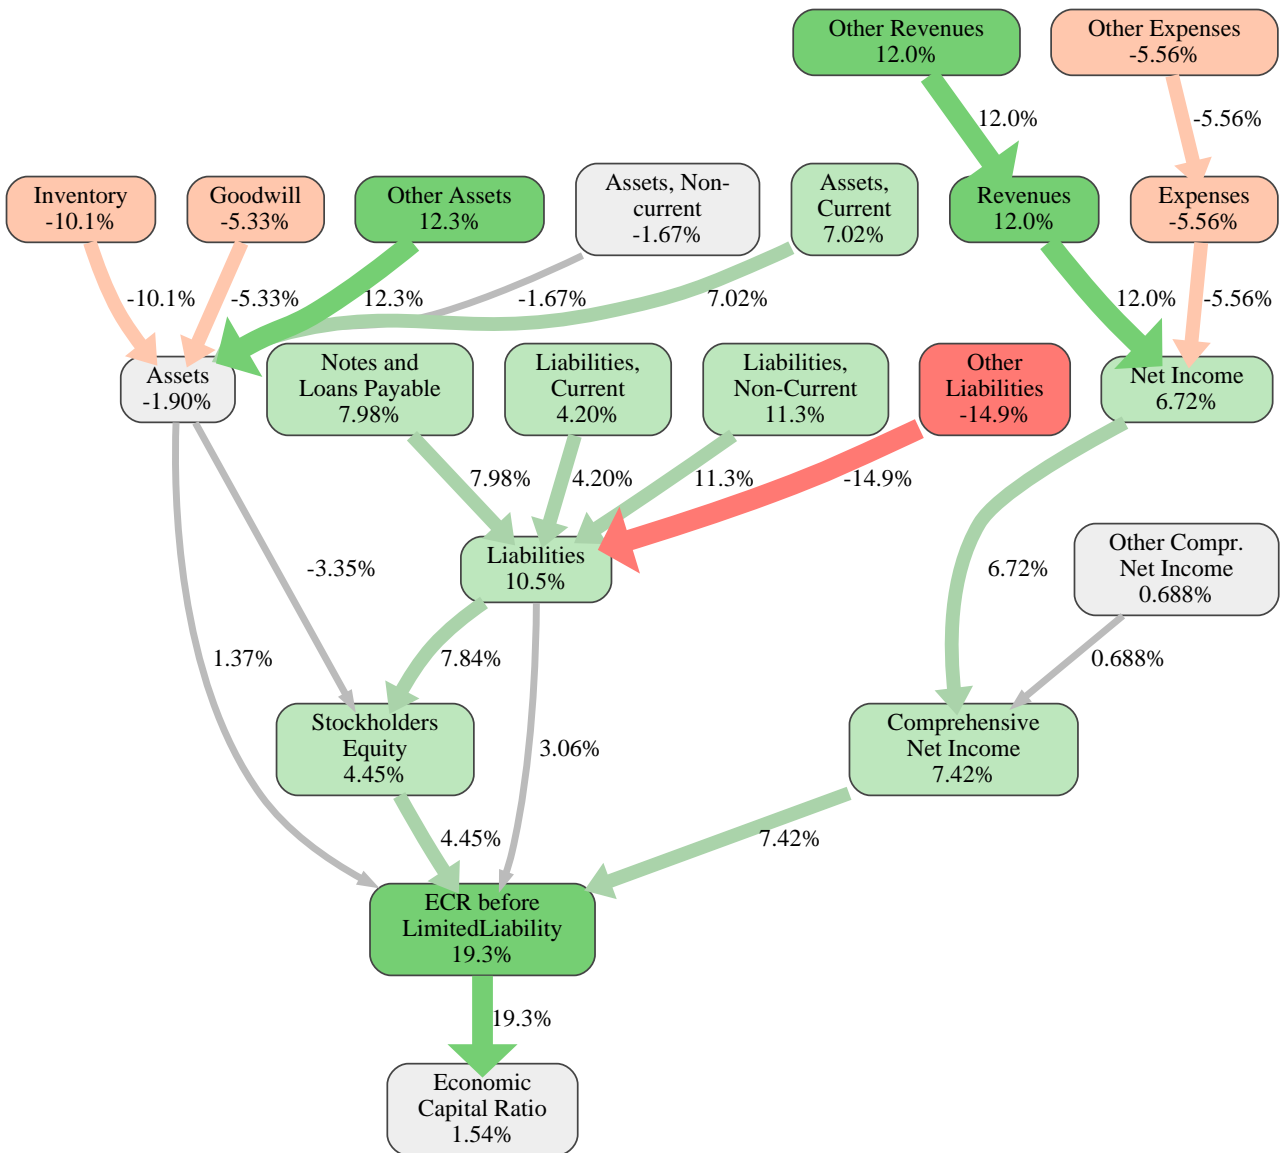 Other Revenues
12.0%
Other Expenses
-5.56%
12.0%
-5.56%
Inventory
-10.1%
Goodwill
-5.33%
Other Assets
12.3%
Assets, Non-
current
-1.67%
Assets,
Current
7.02%
Revenues
12.0%
Expenses
-5.56%
-10.1%
-5.33%
12.3%
-1.67%
7.02%
12.0%
-5.56%
Assets
-1.90%
Notes and
Loans Payable
7.98%
Liabilities,
Current
4.20%
Liabilities,
Non-Current
11.3%
Other
Liabilities
-14.9%
Net Income
6.72%
7.98%
4.20%
11.3%
-14.9%
Liabilities
10.5%
-3.35%
6.72%
Other Compr.
Net Income
0.688%
1.37%
7.84%
0.688%
Stockholders
Equity
4.45%
3.06%
Comprehensive
Net Income
7.42%
4.45%
7.42%
ECR before
LimitedLiability
19.3%
19.3%
Economic
Capital Ratio
1.54%